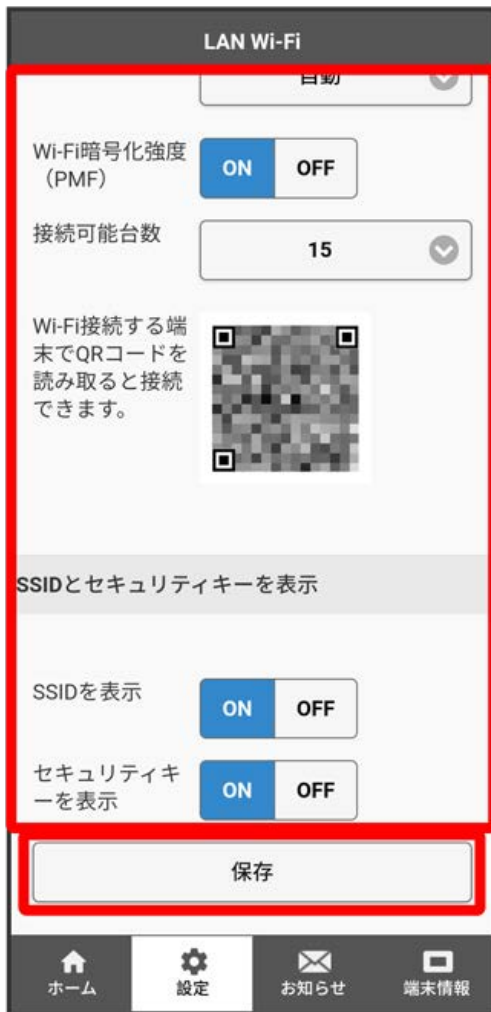 LAN Wi-Fi
自動
Wi-Fi暗号化強度
（PMF）
ON OFF
接続可能台数
15
Wi-Fi接続する端
末でQRコードを
読み取ると接続
できます。
SSIDとセキュリティキーを表示
SSIDを表示
ON OFF
セキュリティキ
ーを表示
ON OFF
保存
ホーム 設定 お知らせ 端末情報